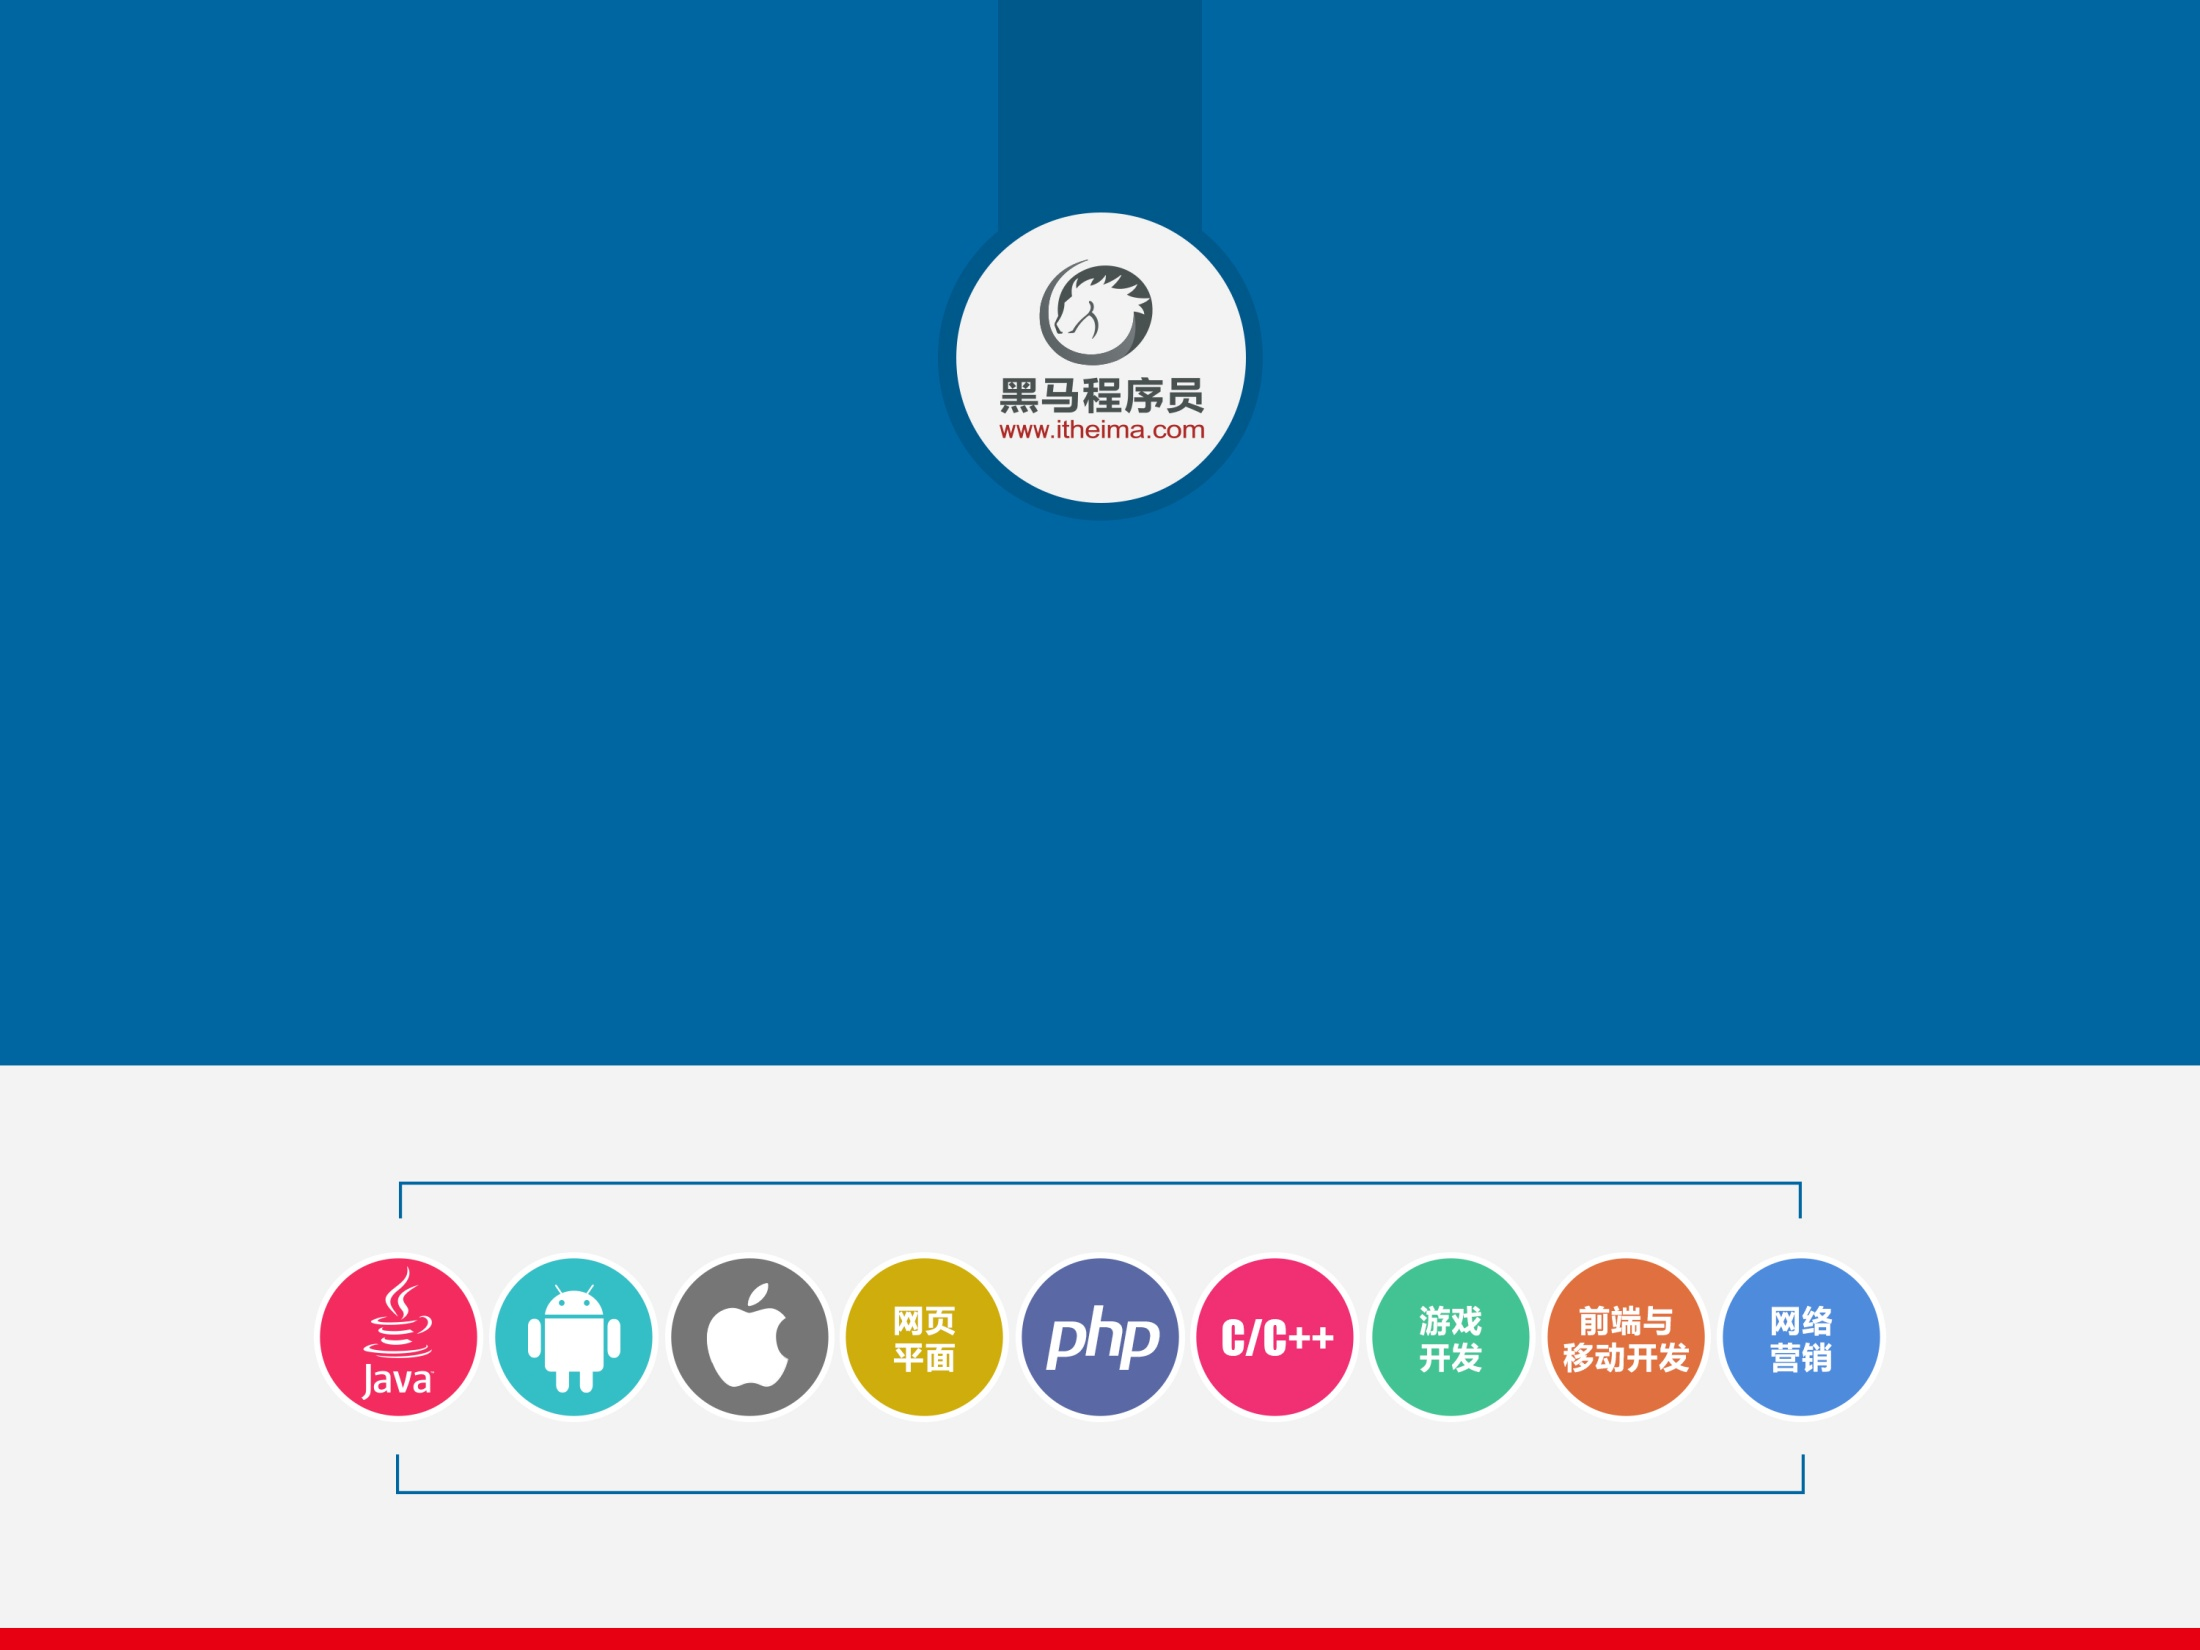 黑马程序员
www.itheima.com
Java
网页
平面
php
C/C++
游戏
开发
前端与
移动开发
网络
营销